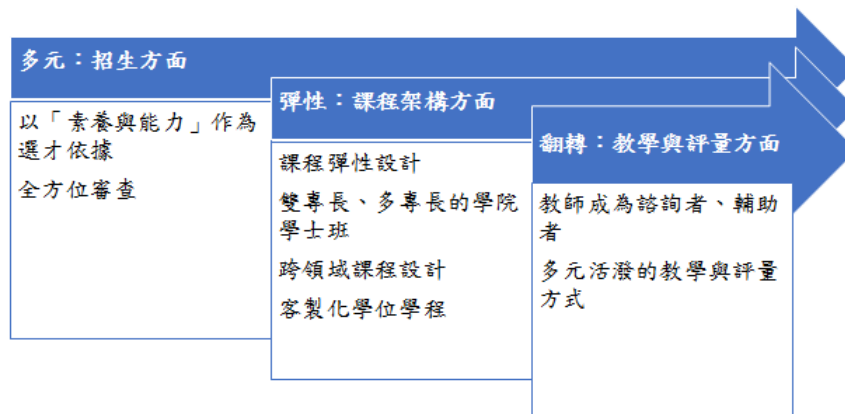 多元：招生方面
以「素養與能力」作為
選才依據
全方位審查
彈性：課程架構方面
課程彈性設計
雙專長、多專長的學院
學士班
跨領域課程設計
客製化學位學程
翻轉：教學與評量方面
教師成為諮詢者、輔助
者
多元活潑的教學與評量
方式